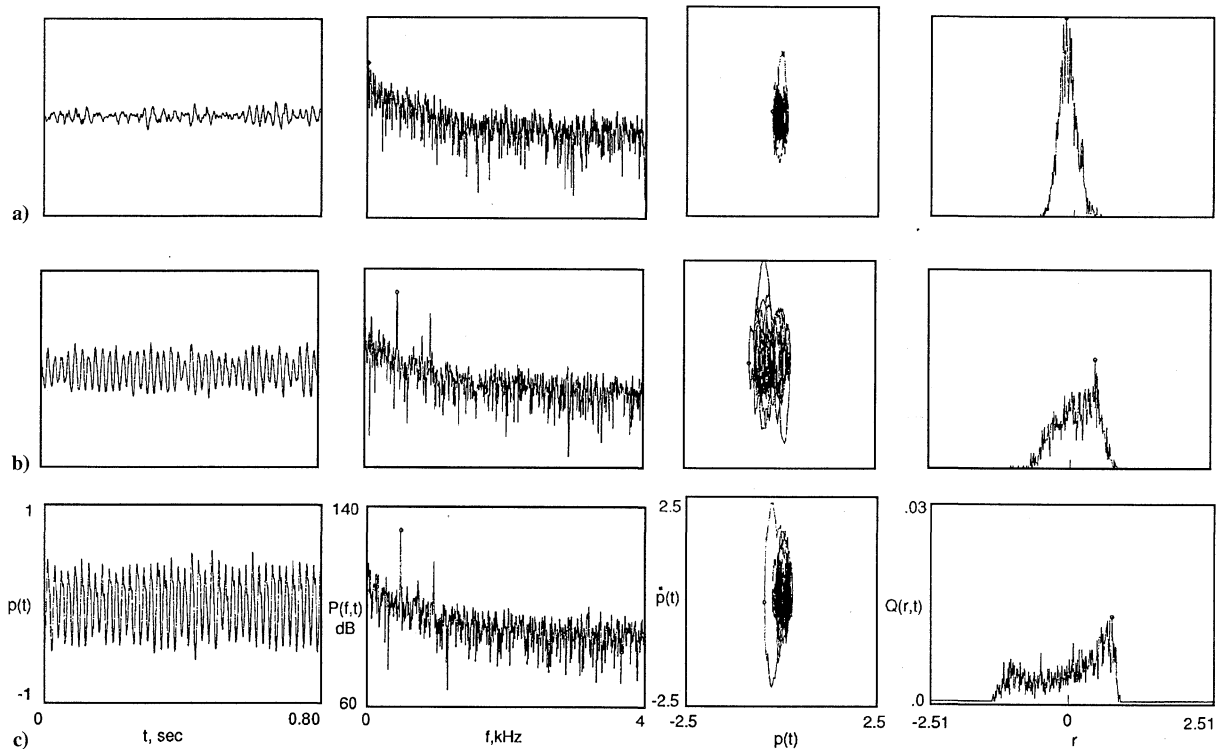 a)
b)
c)
1
p(t)
-1
0
0.80
t, sec
140
P(f,t)
dB
60
0
4
f,kHz
2.5
p*(t)
-2.5
-2.5
2.5
p(t)
.03
Q(r,t)
.0
-2.51
0
2.51
r